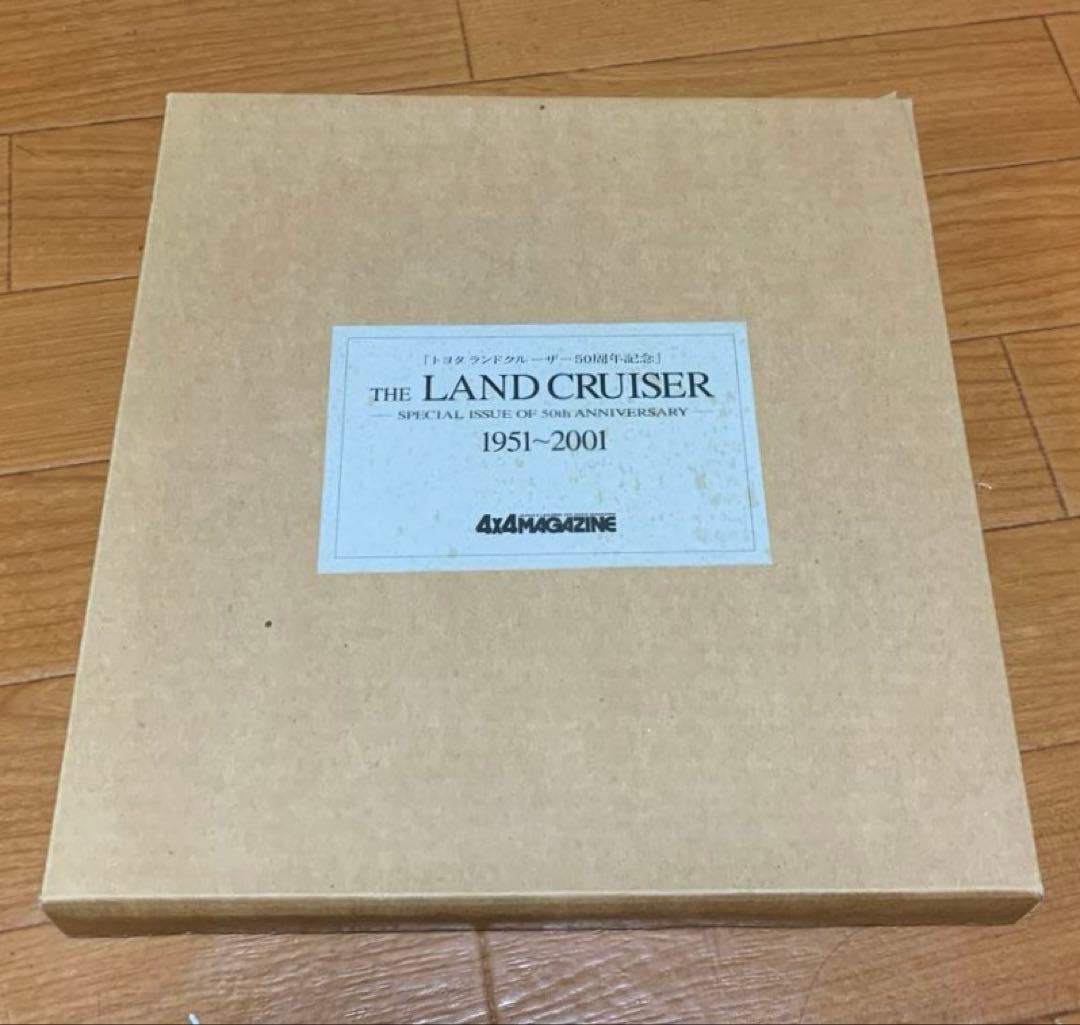 「トヨタ ランドクルーザー50周年記念」
THE LAND CRUISER
SPECIAL ISSUE OF 50th ANNIVERSARY
1951~2001
4x4MAGAZINE